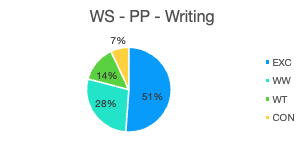 WS - PP - Writing
7%
14%
28%
51%
EXC
WW
WT
CON